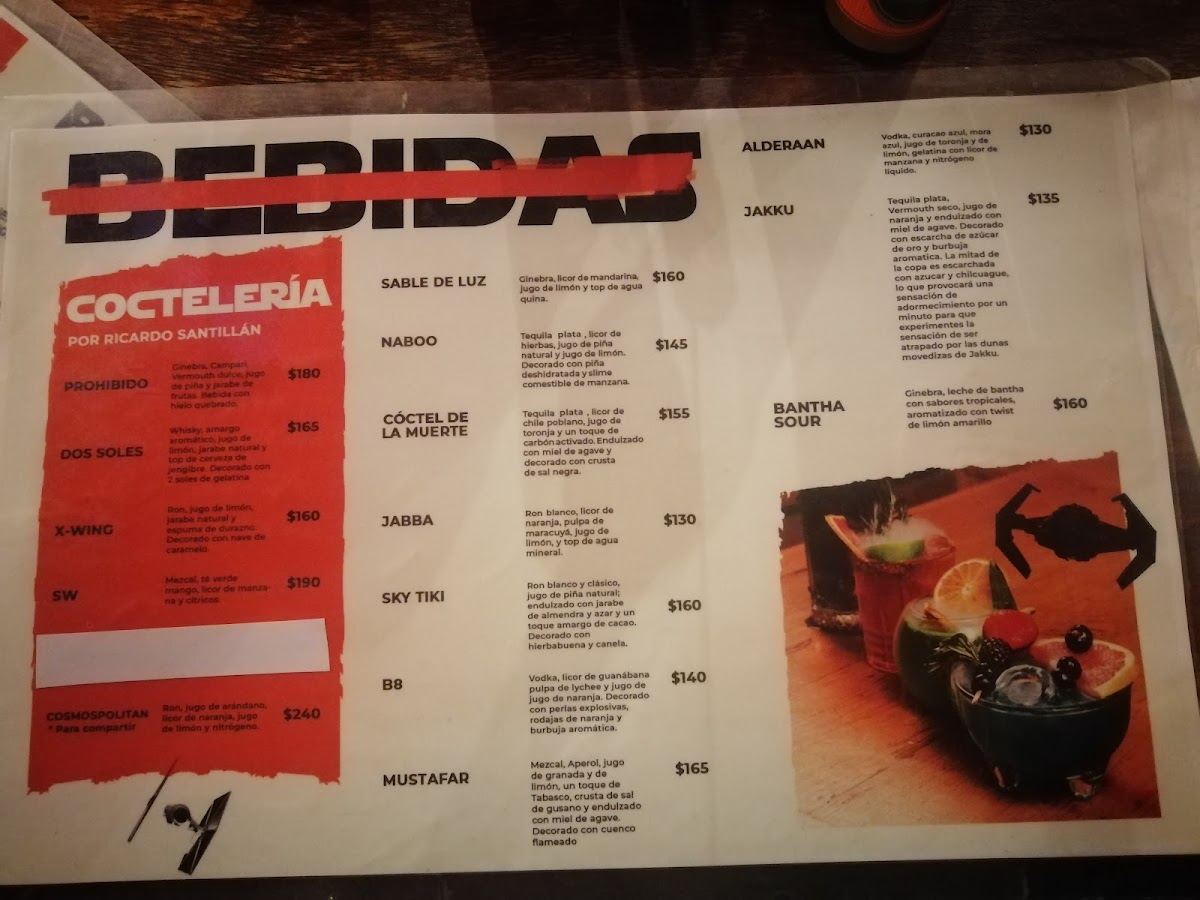 BEBIDAS
COCTELERÍA
POR RICARDO SANTILLÁN
PROHIBIDO
Ginebra, Campari,
Vermouth dulce, jugo
de piña y jarabe de
frutas. Bebida con
hielo quebrado.
$180
DOS SOLES
Whisky, amargo
aromático, jugo de
limón, jarabe natural y
top de cerveza de
jengibre. Decorado con
2 soles de gelatina
$165
X-WING
Ron, jugo de limón,
jarabe natural y
espuma de durazno.
Decorado con nave de
caramelo.
$160
SW
Mezcal, té verde
mango, licor de manza-
na y cítricos.
$190
COSMOSPOLITAN
* Para compartir
Ron, jugo de arándano,
licor de naranja, jugo
de limón y nitrógeno.
$240
SABLE DE LUZ
Ginebra, licor de mandarina,
jugo de limón y top de agua
quina.
$160
NABOO
Tequila plata , licor de
hierbas, jugo de piña
natural y jugo de limón.
Decorado con piña
deshidratada y slime
comestible de manzana.
$145
CÓCTEL DE
LA MUERTE
Tequila plata , licor de
chile poblano, jugo de
toronja y un toque de
carbón activado. Endulzado
con miel de agave y
decorado con crusta
de sal negra.
$155
JABBA
Ron blanco, licor de
naranja, pulpa de
maracuyá, jugo de
limón, y top de agua
mineral.
$130
SKY TIKI
Ron blanco y clásico,
jugo de piña natural;
endulzado con jarabe
de almendra y azar y un
toque amargo de cacao.
Decorado con
hierbabuena y canela.
$160
B8
Vodka, licor de guanábana
pulpa de lychee y jugo de
jugo de naranja. Decorado
con perlas explosivas,
rodajas de naranja y
burbuja aromática.
$140
MUSTAFAR
Mezcal, Aperol, jugo
de granada y de
limón, un toque de
Tabasco, crusta de sal
de gusano y endulzado
con miel de agave.
Decorado con cuenco
flameado
$165
ALDERAAN
Vodka, curacao azul, mora
azul, jugo de toronja y de
limón, gelatina con licor de
manzana y nitrógeno
líquido.
$130
JAKKU
Tequila plata,
Vermouth seco, jugo de
naranja y endulzado con
miel de agave. Decorado
con escarcha de azúcar
de oro y burbuja
aromatica. La mitad de
la copa es escarchada
con azucar y chilcuague,
lo que provocará una
sensación de
adormecimiento por un
minuto para que
experimentes la
sensación de ser
atrapado por las dunas
movedizas de Jakku.
$135
BANTHA
SOUR
Ginebra, leche de bantha
con sabores tropicales,
aromatizado con twist
de limón amarillo
$160